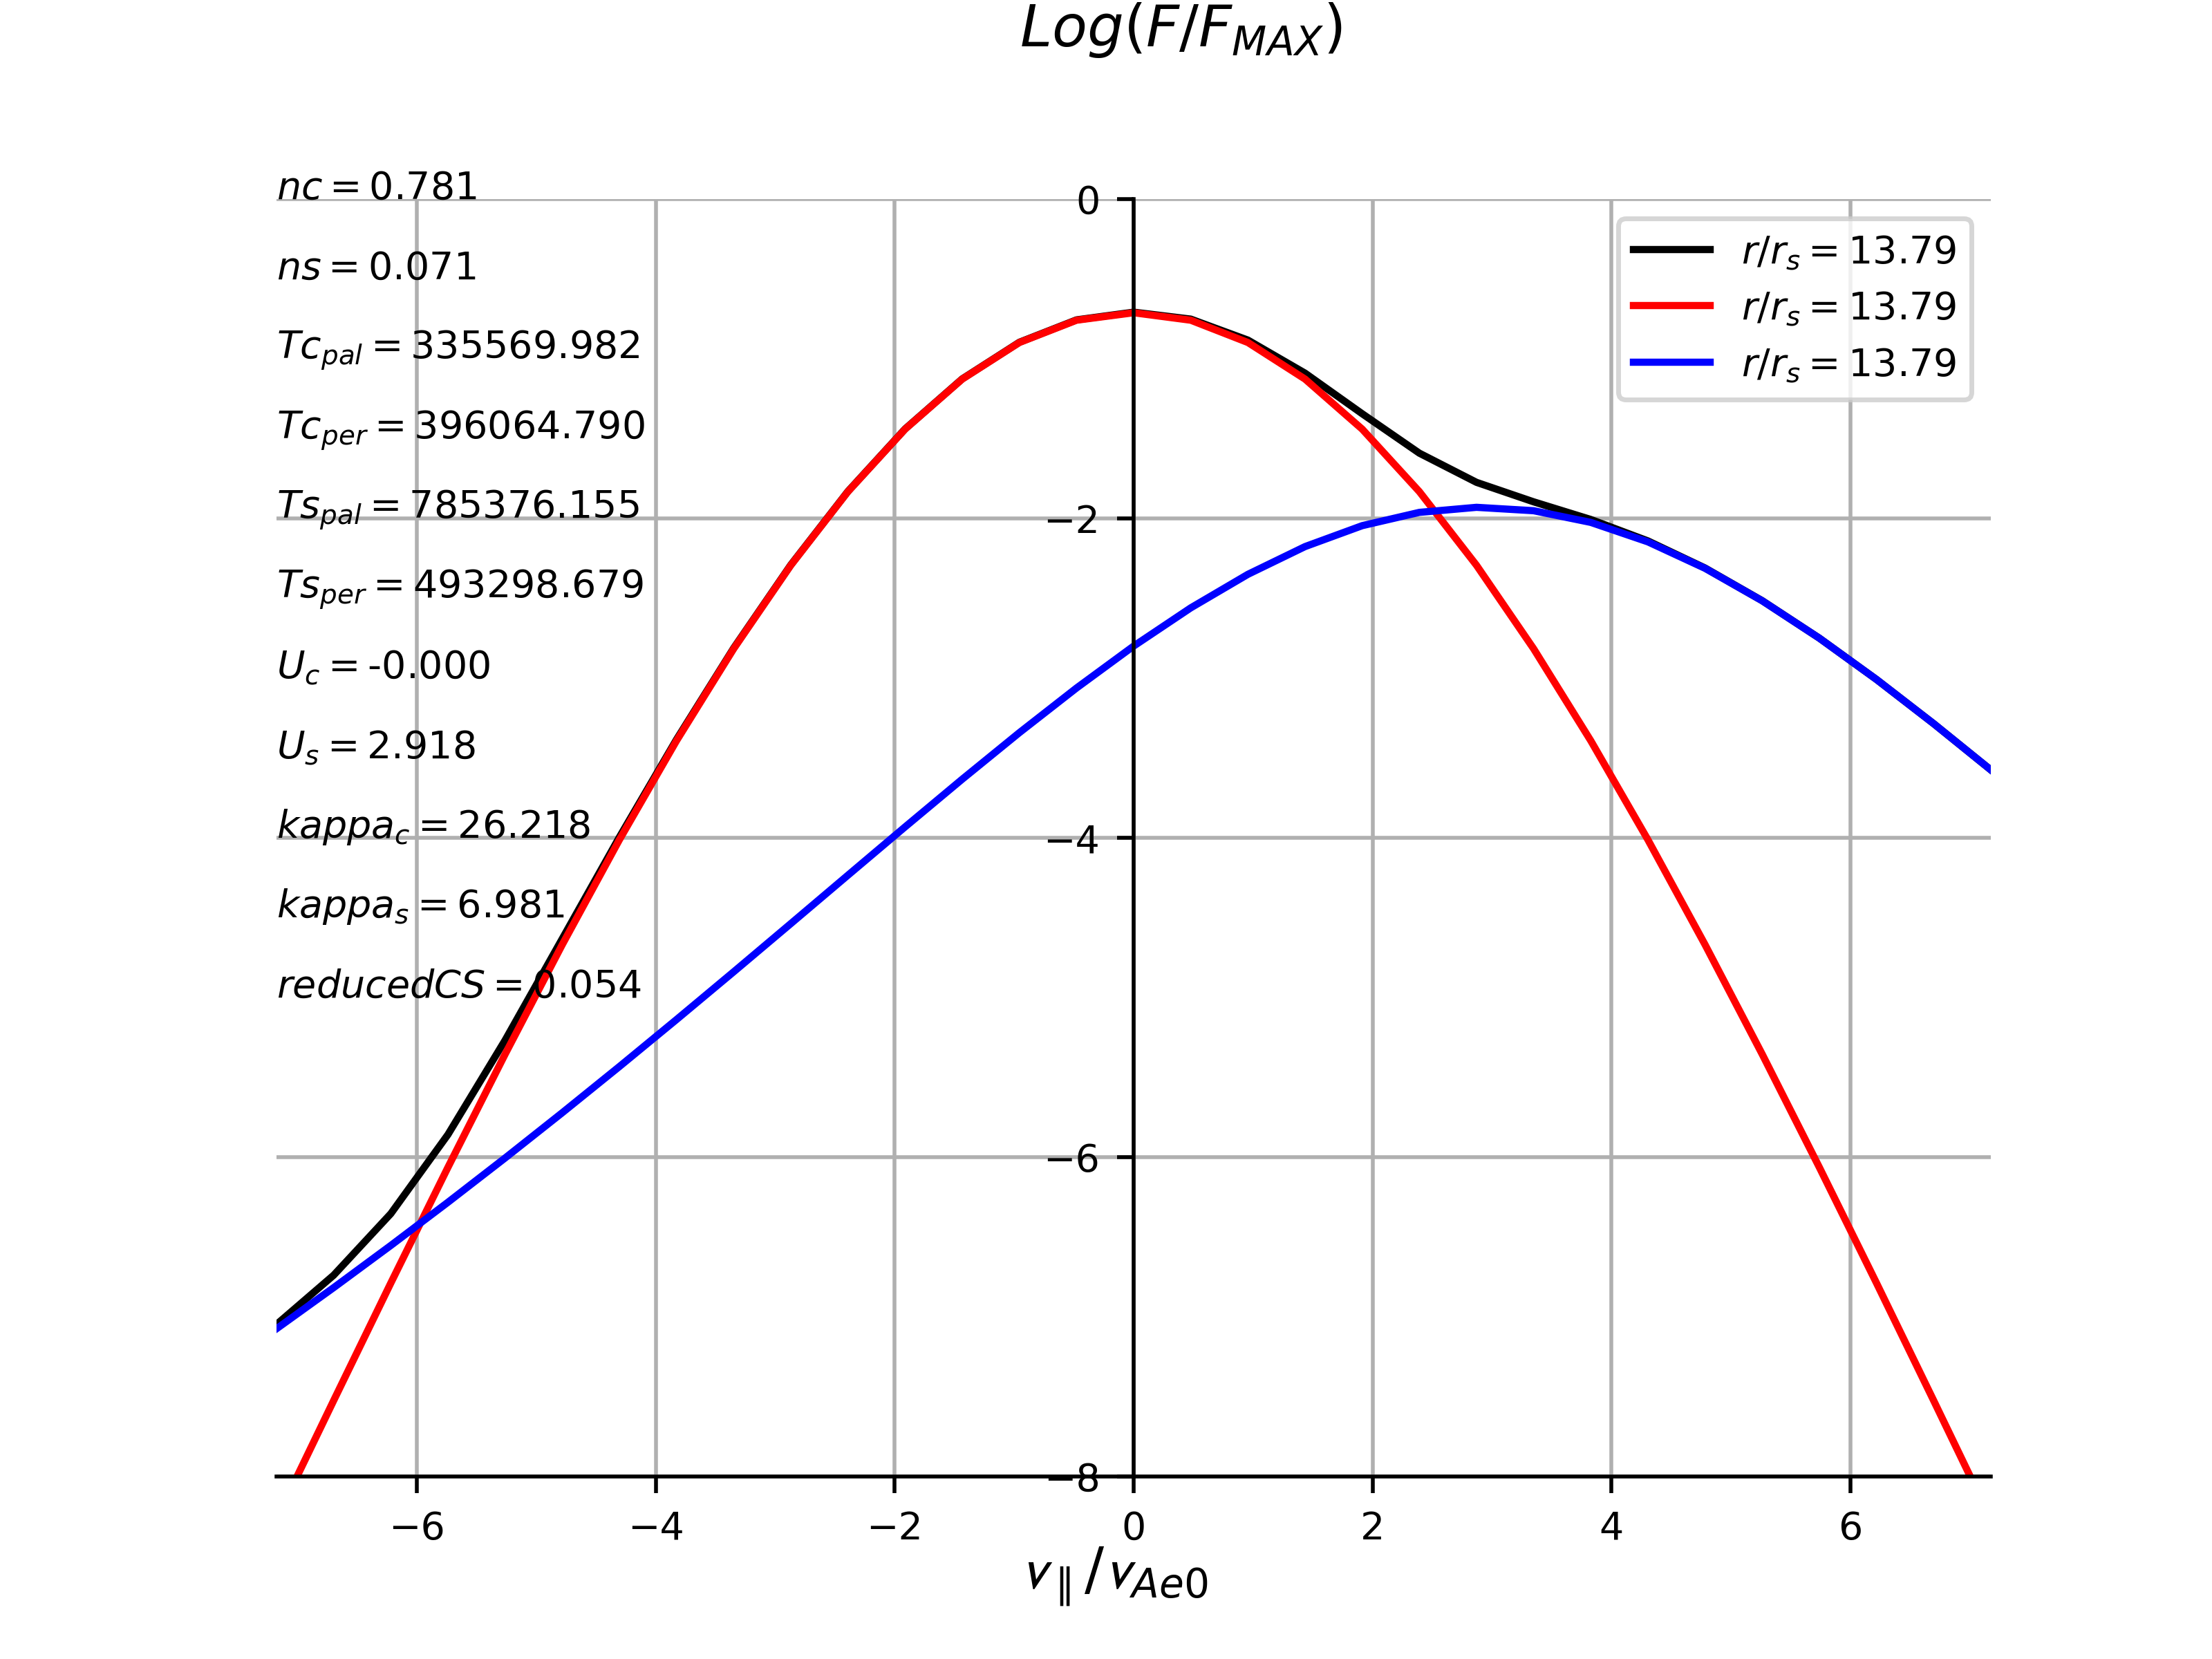 Log(F/F_MAX)
nc = 0.781
ns = 0.071
Tc_pal = 335569.982
Tc_per = 396064.790
Ts_pal = 785376.155
Ts_per = 493298.679
U_c = -0.000
U_s = 2.918
kappa_c = 26.218
kappa_s = 6.981
reducedCS = 0.054
r/r_s = 13.79
r/r_s = 13.79
r/r_s = 13.79
0
−2
−4
−6
−8
−6 −4 −2 0 2 4 6
v_∥/v_Ae0